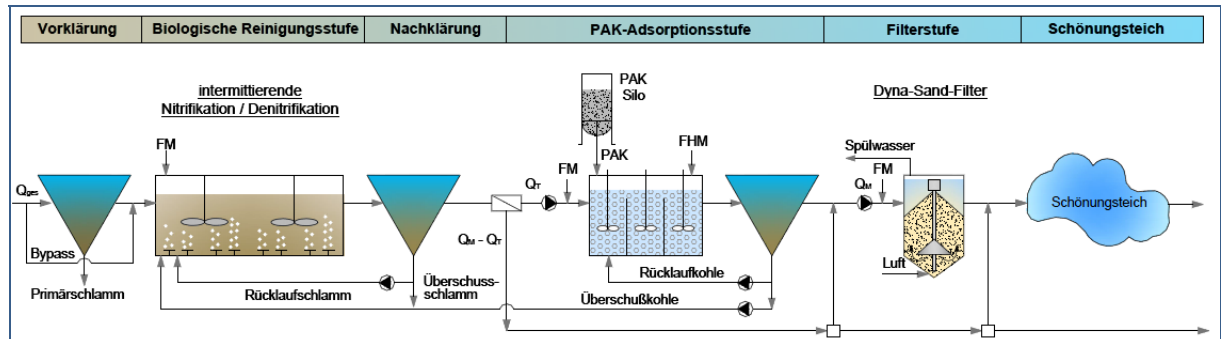 Vorklärung
Biologische Reinigungsstufe
Nachklärung
PAK-Adsorptionsstufe
Filterstufe
Schönungsteich
intermittierende
Nitrifikation / Denitrifikation
PAK
Silo
Dyna-Sand-Filter
FM
FHM
Spülwasser
PAK
FM
FM
Qges
QT
QM
Schönungsteich
QM – QT
Bypass
Luft
Rücklaufkohle
Primärschlamm
Rücklaufschlamm
Überschuss-
schlamm
Überschußkohle